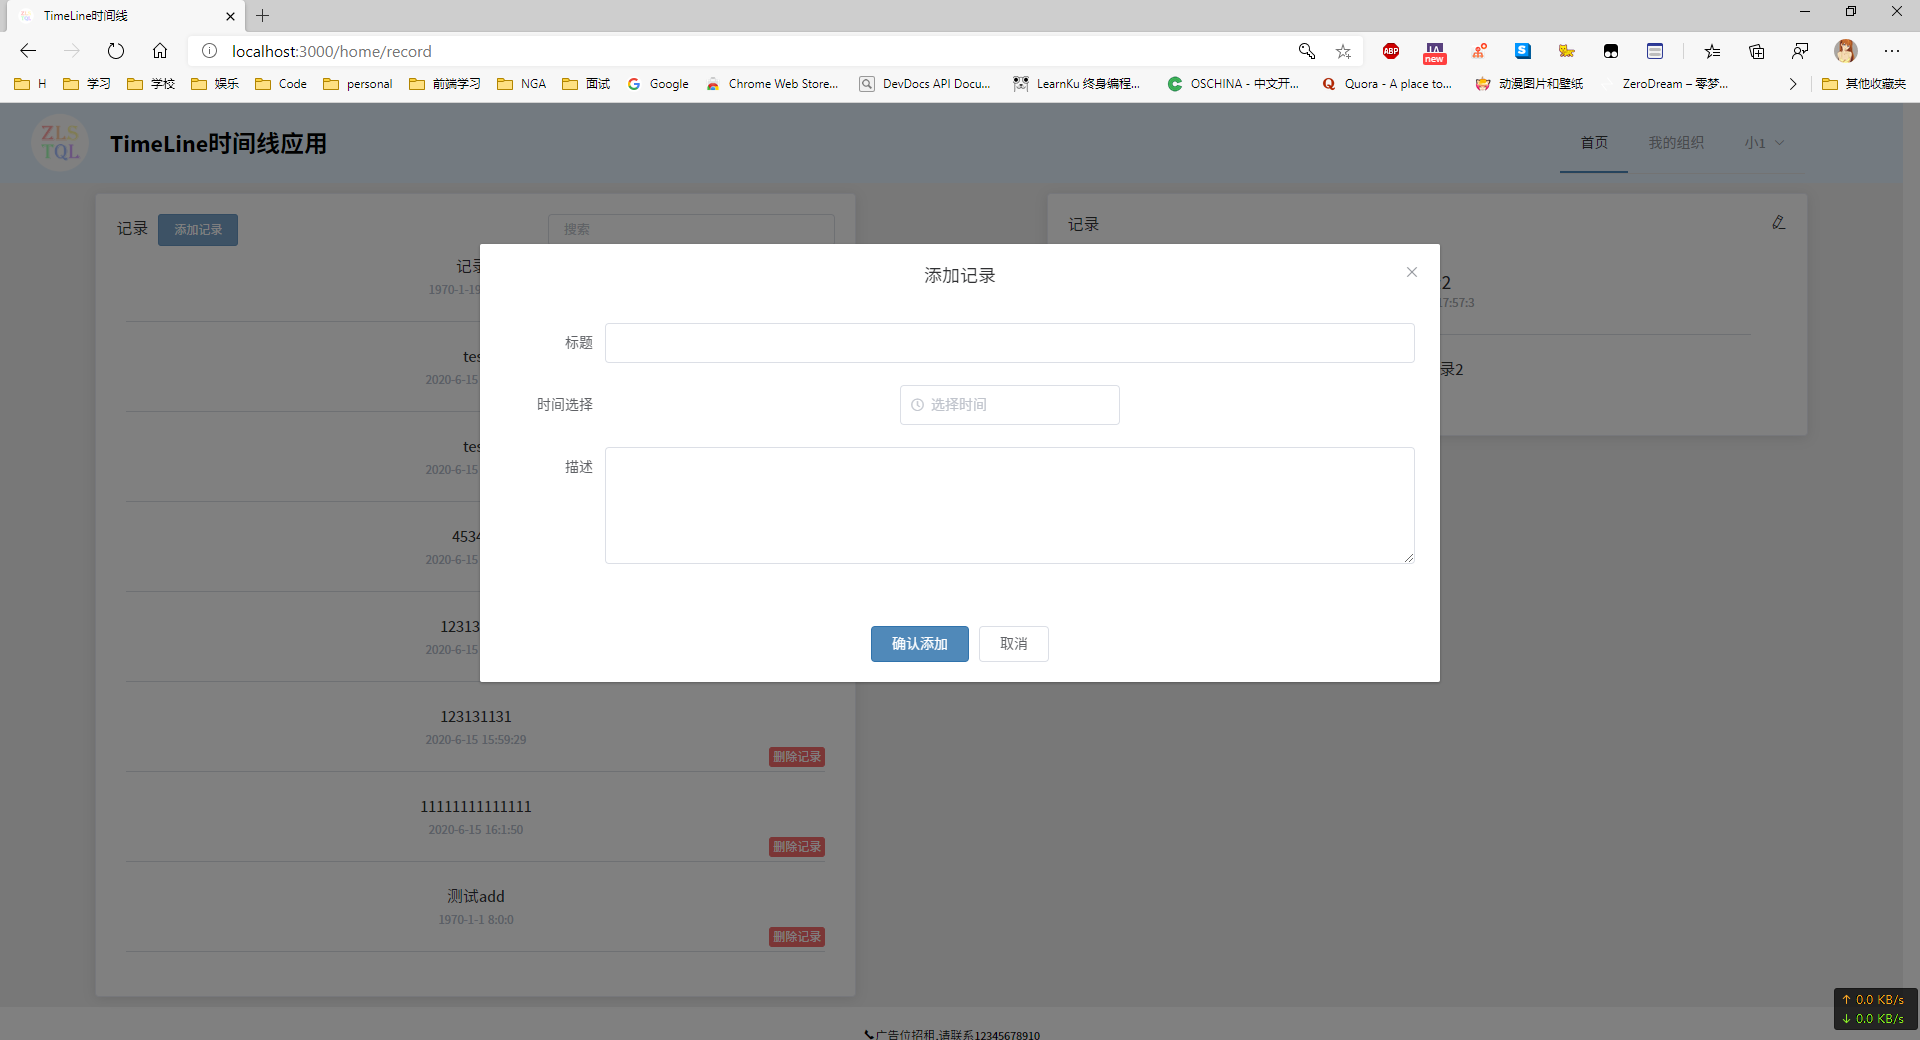 TimeLine时间线
localhost:3000/home/record
ABP
new
H
学习
学校
娱乐
Code
personal
前端学习
NGA
面试
Google
Chrome Web Store...
DevDocs API Docu...
LearnKu 终身编程...
OSCHINA - 中文开...
Quora - A place to...
动漫图片和壁纸
ZeroDream – 零梦...
其他收藏夹
ZLS
TQL
TimeLine时间线应用
首页
我的组织
小1
记录
添加记录
搜索
记录
1970-1-19
tes
2020-6-15
tes
2020-6-15
4534
2020-6-15
12313
2020-6-15
123131131
2020-6-15 15:59:29
删除记录
11111111111111
2020-6-15 16:1:50
删除记录
测试add
1970-1-1 8:0:0
删除记录
记录
2
17:57:3
录2
添加记录
标题
时间选择
选择时间
描述
确认添加
取消
广告位招租,请联系12345678910
↑ 0.0 KB/s
↓ 0.0 KB/s